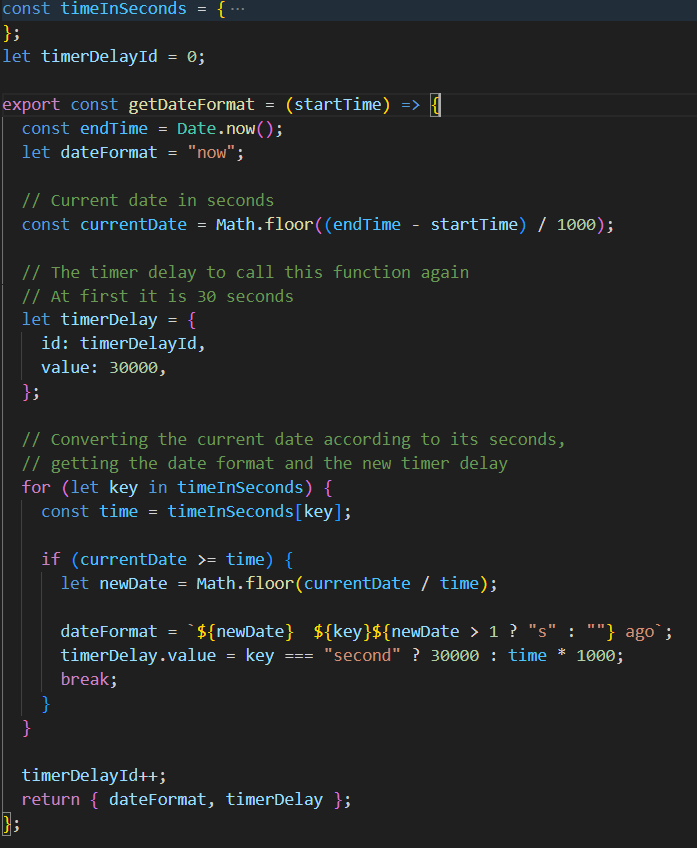 const timeInSeconds = { ⋯
};
let timerDelayId = 0;

export const getDateFormat = (startTime) => {
  const endTime = Date.now();
  let dateFormat = "now";

  // Current date in seconds
  const currentDate = Math.floor((endTime - startTime) / 1000);

  // The timer delay to call this function again
  // At first it is 30 seconds
  let timerDelay = {
    id: timerDelayId,
    value: 30000,
  };

  // Converting the current date according to its seconds,
  // getting the date format and the new timer delay
  for (let key in timeInSeconds) {
    const time = timeInSeconds[key];

    if (currentDate >= time) {
      let newDate = Math.floor(currentDate / time);

      dateFormat = `${newDate}  ${key}${newDate > 1 ? "s" : ""} ago`;
      timerDelay.value = key === "second" ? 30000 : time * 1000;
      break;
    }
  }

  timerDelayId++;
  return { dateFormat, timerDelay };
};